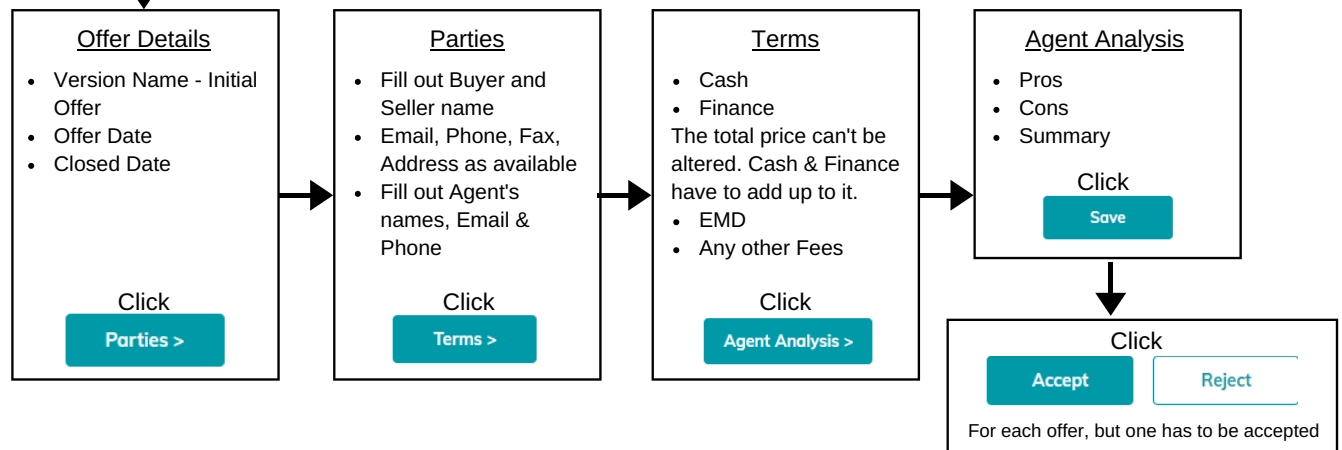 Offer Details
• Version Name - Initial
Offer
• Offer Date
• Closed Date
Click
Parties >
Parties
• Fill out Buyer and
Seller name
• Email, Phone, Fax,
Address as available
• Fill out Agent's
names, Email &
Phone
Click
Terms >
Terms
• Cash
• Finance
The total price can't be
altered. Cash & Finance
have to add up to it.
• EMD
• Any other Fees
Click
Agent Analysis >
Agent Analysis
• Pros
• Cons
• Summary
Click
Save
Click
Accept
Reject
For each offer, but one has to be accepted